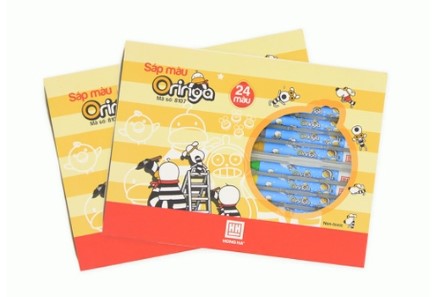 Sáp màu
Oringa
Mã số: 8107
24
màu
HỒNG HÀ
Sáp màu
Oringa
Mã số: 8107